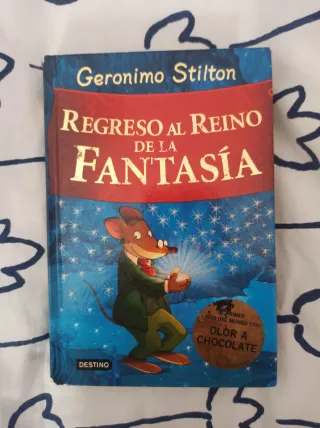 Geronimo Stilton
REGRESO AL REINO
DE LA
FANTASÍA
OLOR A
CHOCOLATE
DESTINO